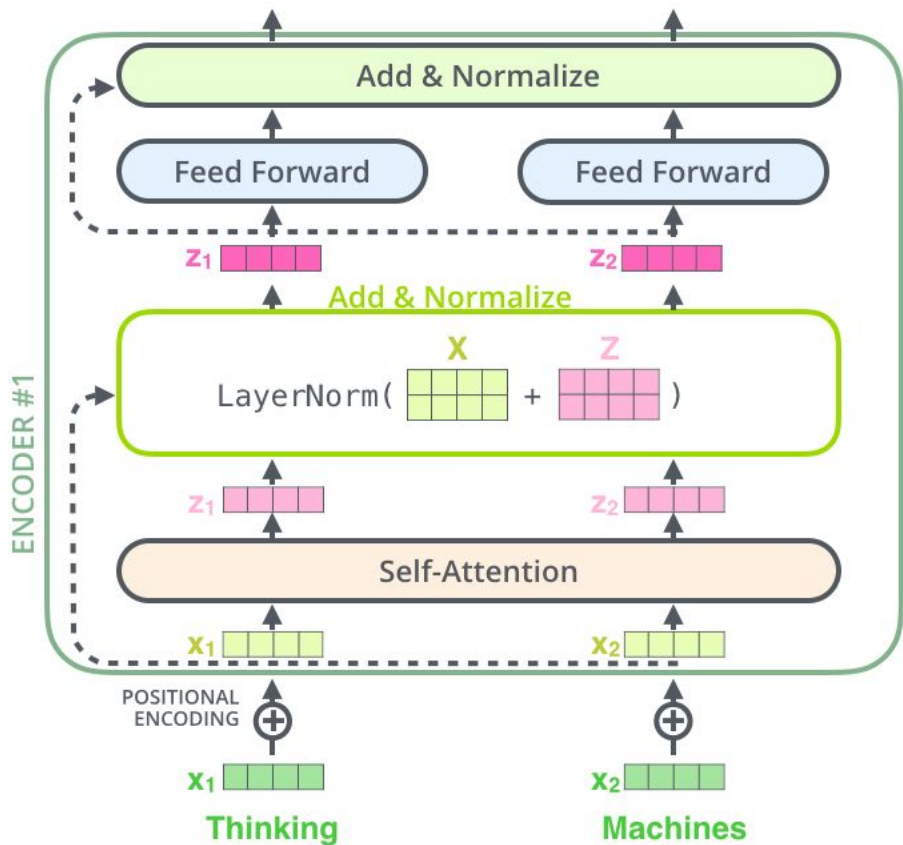 Add & Normalize
Feed Forward Feed Forward
z1 z2
Add & Normalize
X Z
LayerNorm( + )
ENCODER #1
z1 z2
Self-Attention
x1 x2
POSITIONAL
ENCODING
x1 x2
Thinking Machines